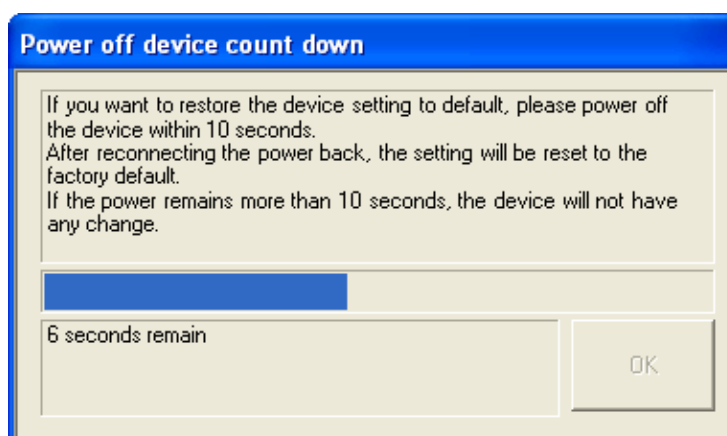 Power off device count down
If you want to restore the device setting to default, please power off
the device within 10 seconds.
After reconnecting the power back, the setting will be reset to the
factory default.
If the power remains more than 10 seconds, the device will not have
any change.
6 seconds remain
OK